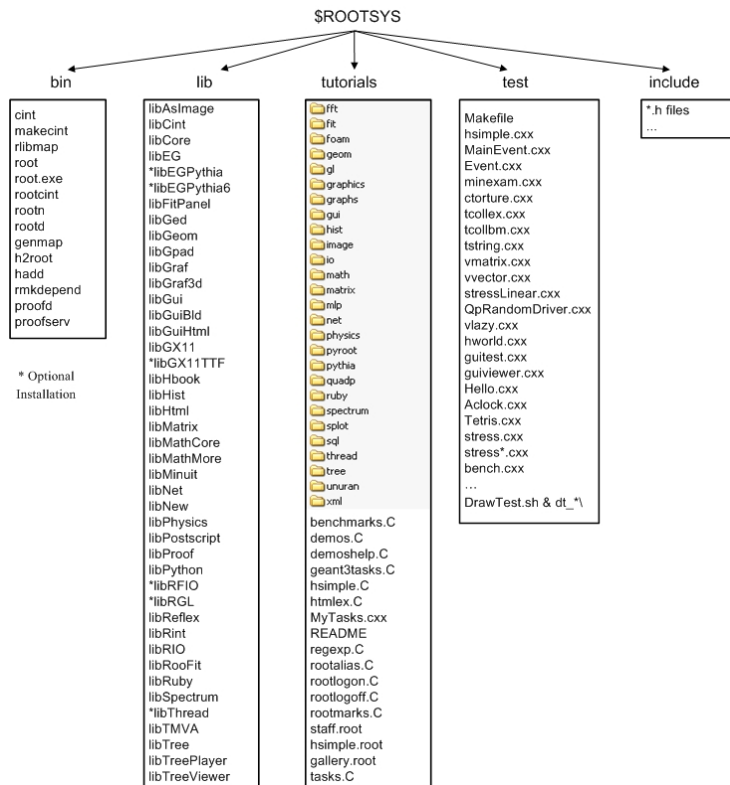 $ROOTSYS
bin
lib
tutorials
test
include
cint
makecint
rlibmap
root
root.exe
rootcint
rootn
rootd
genmap
h2root
hadd
rmkdepend
proofd
proofserv
* Optional
Installation
libAsImage
libCint
libCore
libEG
*libEGPythia
*libEGPythia6
libFitPanel
libGed
libGeom
libGpad
libGraf
libGraf3d
libGui
libGuiBld
libGuiHtml
libGX11
*libGX11TTF
libHbook
libHist
libHtml
libMatrix
libMathCore
libMathMore
libMinuit
libNet
libNew
libPhysics
libPostscript
libProof
libPython
*libRFIO
*libRGL
libReflex
libRint
libRIO
libRooFit
libRuby
libSpectrum
*libThread
libTMVA
libTree
libTreePlayer
libTreeViewer
fft
fit
foam
geom
gl
graphics
graphs
gui
hist
image
io
math
matrix
mlp
net
physics
pyroot
pythia
quadp
ruby
spectrum
splot
sql
thread
tree
unuran
xml
benchmarks.C
demos.C
demoshelp.C
geant3tasks.C
hsimple.C
htmlex.C
MyTasks.cxx
README
regexp.C
rootalias.C
rootlogon.C
rootlogoff.C
rootmarks.C
staff.root
hsimple.root
gallery.root
tasks.C
Makefile
hsimple.cxx
MainEvent.cxx
Event.cxx
minexam.cxx
ctorture.cxx
tcollex.cxx
tcollbm.cxx
tstring.cxx
vmatrix.cxx
vvector.cxx
stressLinear.cxx
QpRandomDriver.cxx
vlazy.cxx
hworld.cxx
guitest.cxx
guiviewer.cxx
Hello.cxx
Aclock.cxx
Tetris.cxx
stress.cxx
stress*.cxx
bench.cxx
...
DrawTest.sh & dt_*\
*.h files
...